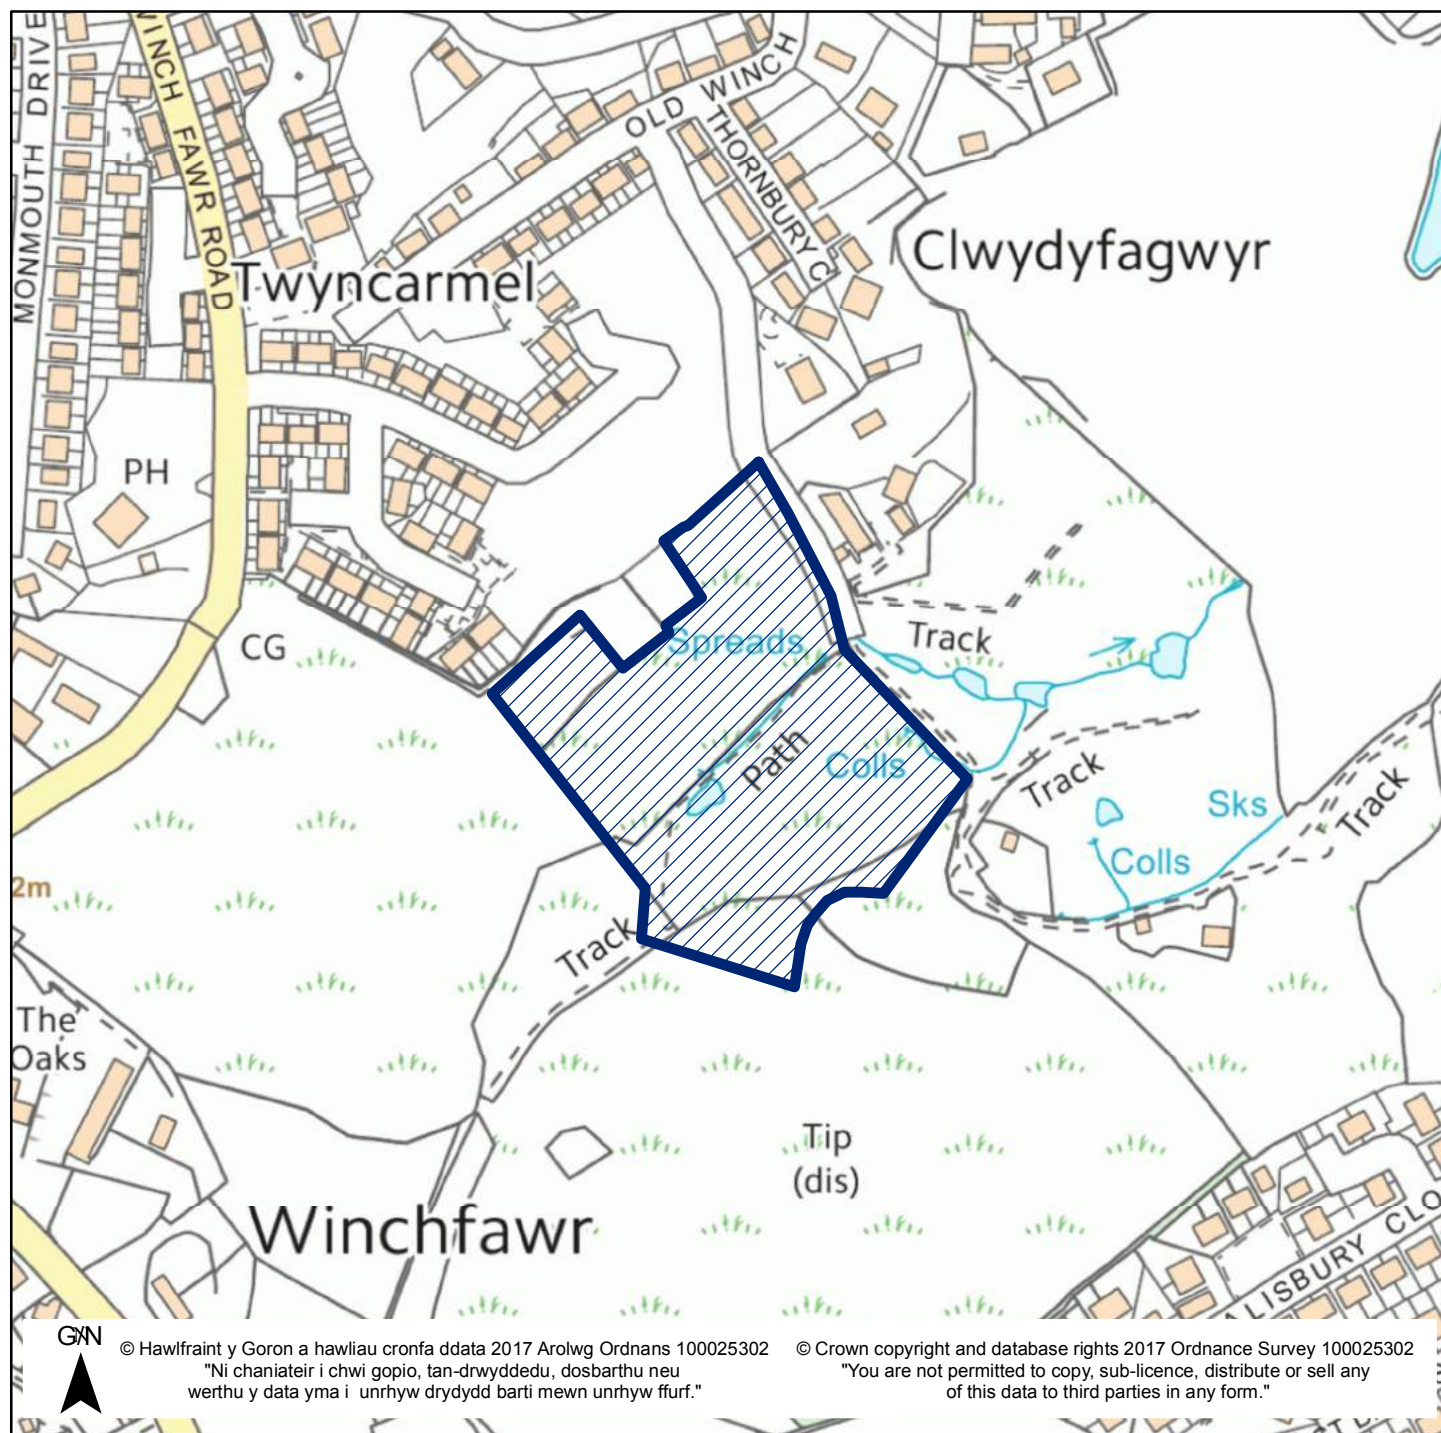 MONMOUTH DRIVE
WINCH FAWR ROAD
OLD WINCH
THORNBURY C
Twyncarmel
Clwydyfagwyr
PH
CG
Spreads
Track
Path
Colls
Track
Track
Sks
Colls
2m
Track
The
Oaks
Tip
(dis)
Winchfawr
ALISBURY CLO
© Hawlfraint y Goron a hawliau cronfa ddata 2017 Arolwg Ordnans 100025302
"Ni chaniateir i chwi gopio, tan-drwyddedu, dosbarthu neu
werthu y data yma i unrhyw drydydd barti mewn unrhyw ffurf."
© Crown copyright and database rights 2017 Ordnance Survey 100025302
"You are not permitted to copy, sub-licence, distribute or sell any
of this data to third parties in any form."